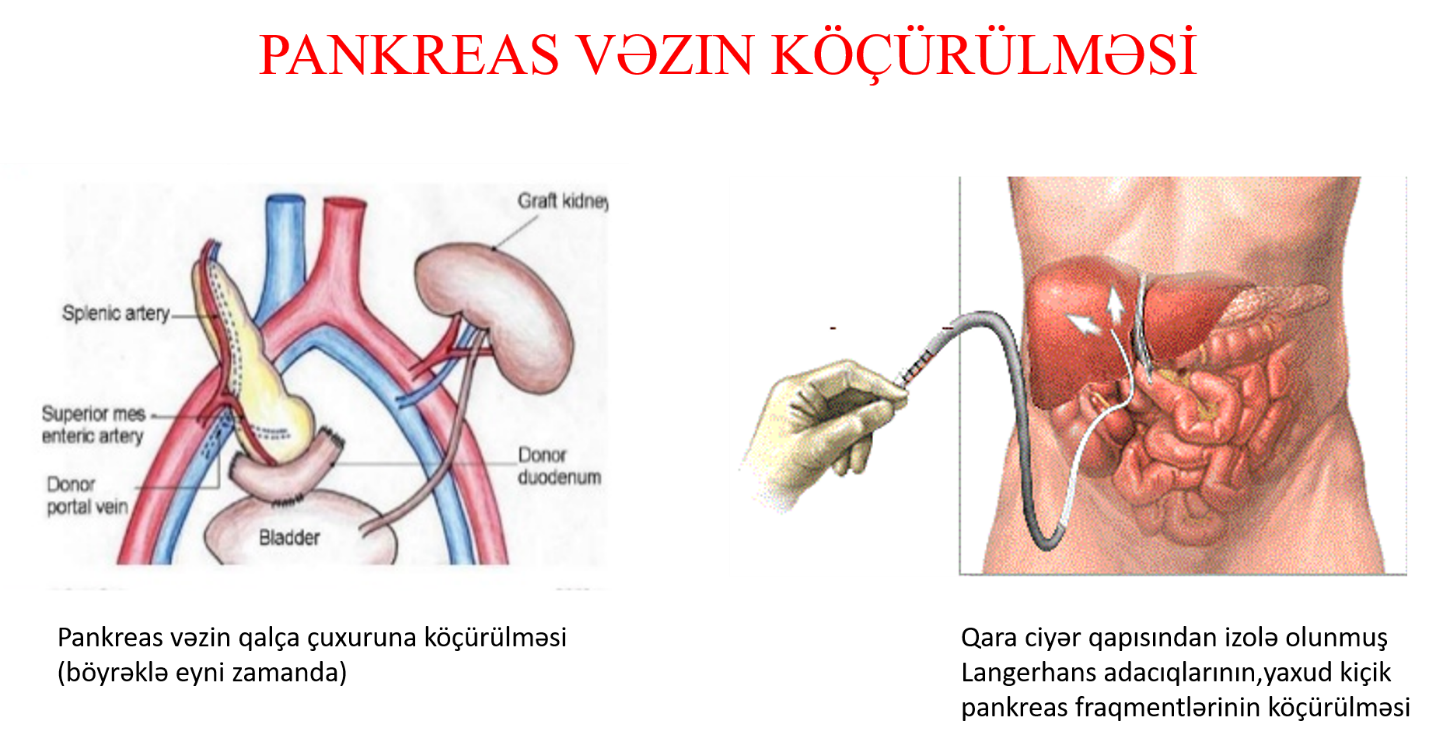 PANKREAS VƏZIN KÖÇÜRÜLMƏSİ
Graft kidney
Splenic artery
Superior mes
enteric artery
Donor
portal vein
Donor
duodenum
Bladder
Pankreas vəzin qalça çuxuruna köçürülməsi
(böyrəklə eyni zamanda)
Qara ciyər qapısından izolə olunmuş
Langerhans adacıqlarının,yaxud kiçik
pankreas fraqmentlərinin köçürülməsi